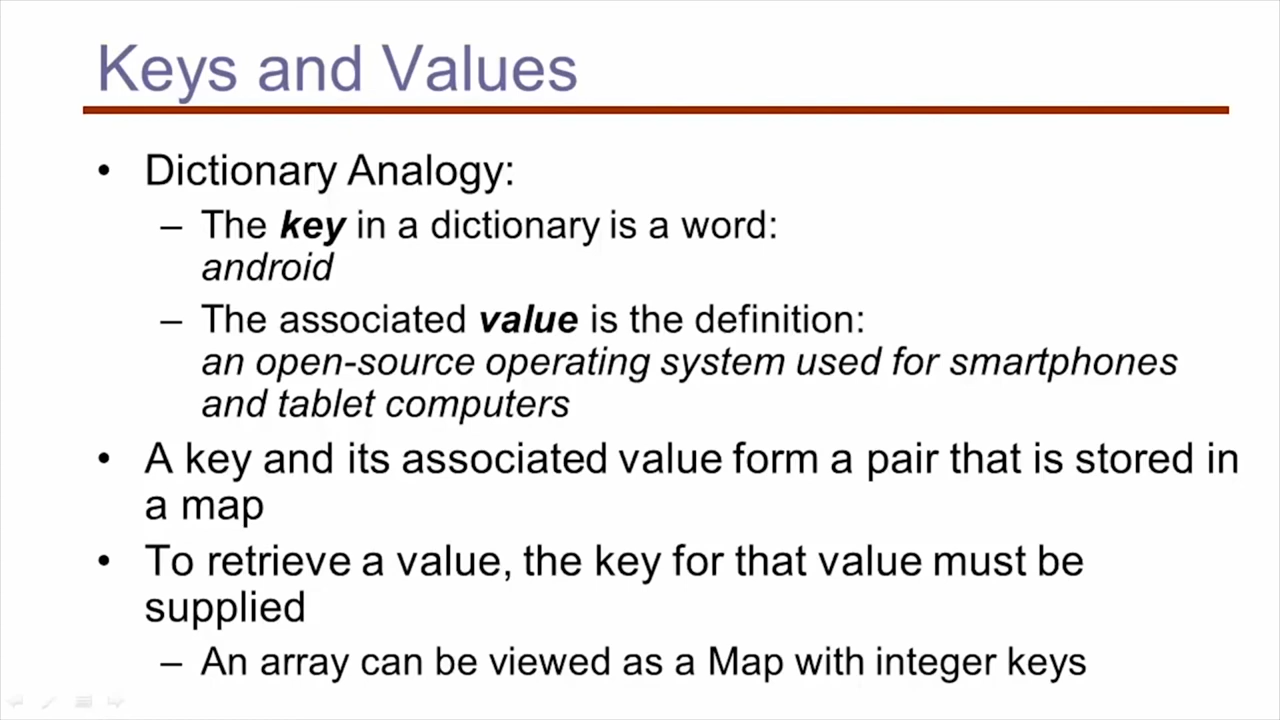 Keys and Values
• Dictionary Analogy:
– The key in a dictionary is a word:
android
– The associated value is the definition:
an open-source operating system used for smartphones
and tablet computers
• A key and its associated value form a pair that is stored in
a map
• To retrieve a value, the key for that value must be
supplied
– An array can be viewed as a Map with integer keys